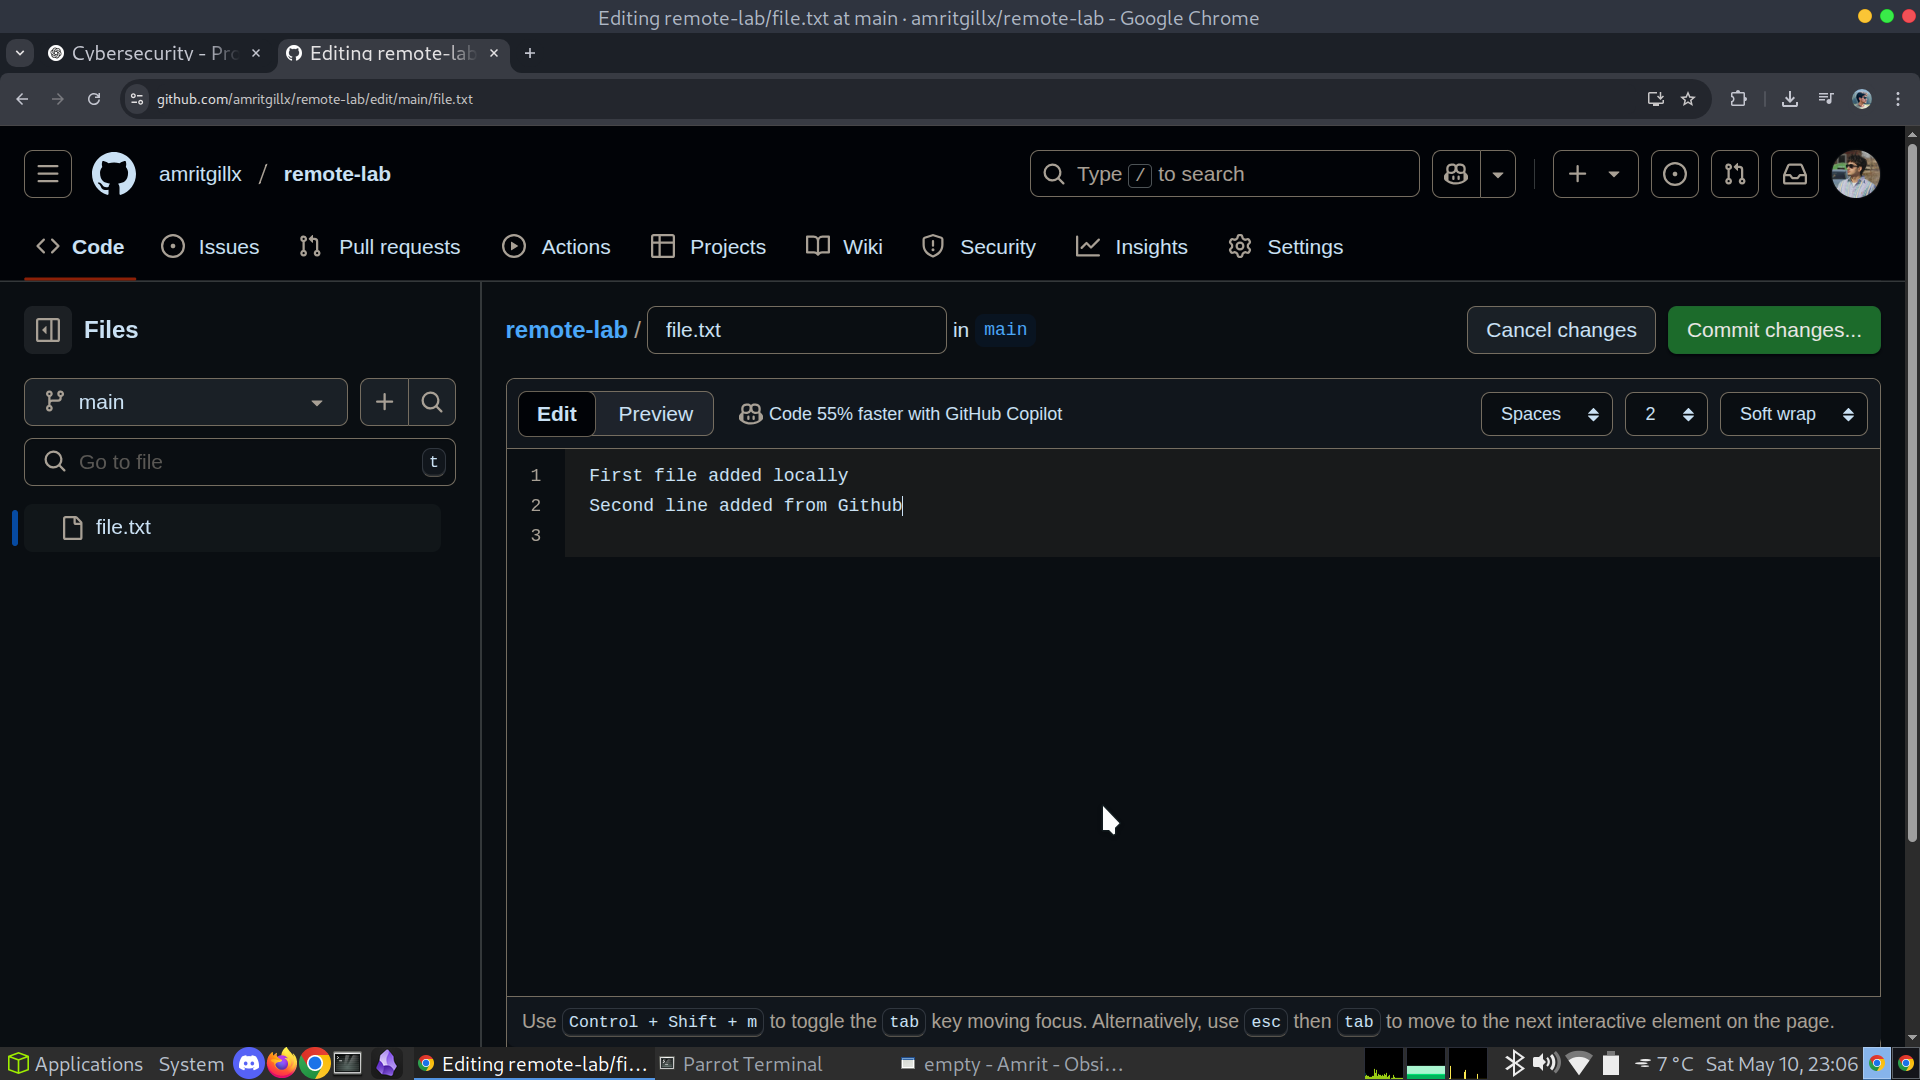 Editing remote-lab/file.txt at main · amritgillx/remote-lab - Google Chrome
Cybersecurity - Pro
Editing remote-lab
github.com/amritgillx/remote-lab/edit/main/file.txt
amritgillx / remote-lab
Type / to search
Code
Issues
Pull requests
Actions
Projects
Wiki
Security
Insights
Settings
Files
remote-lab / file.txt in main
Cancel changes
Commit changes...
main
Go to file
t
file.txt
Edit
Preview
Code 55% faster with GitHub Copilot
Spaces
2
Soft wrap
1 First file added locally
2 Second line added from Github
3
Use Control + Shift + m to toggle the tab key moving focus. Alternatively, use esc then tab to move to the next interactive element on the page.
Applications
System
Editing remote-lab/fi...
Parrot Terminal
empty - Amrit - Obsi...
7 °C
Sat May 10, 23:06